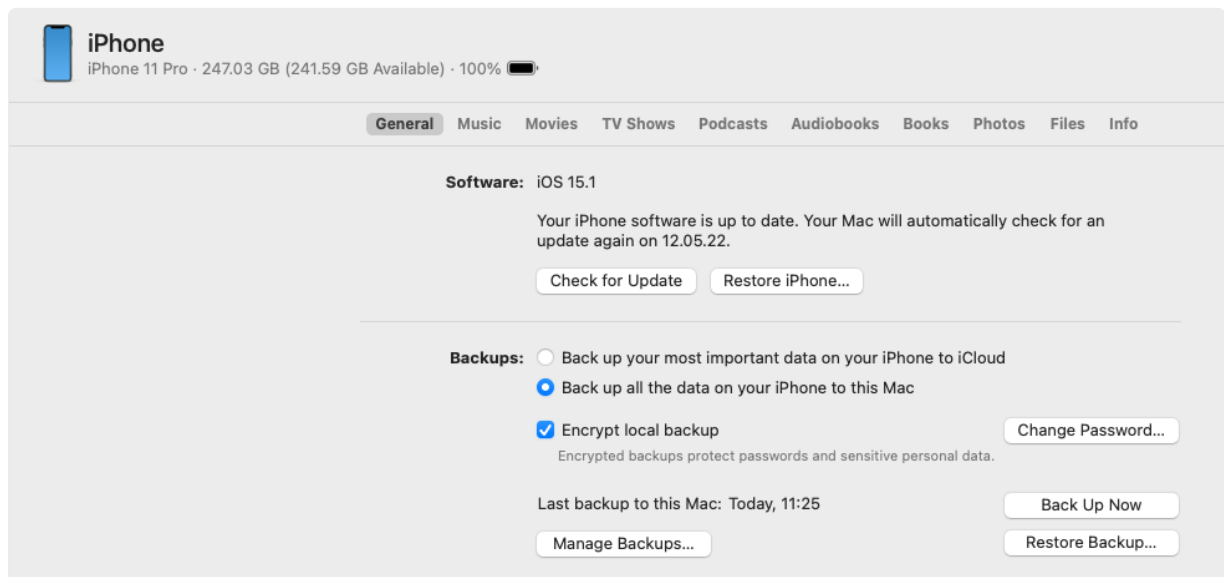 iPhone
iPhone 11 Pro · 247.03 GB (241.59 GB Available) · 100%
General Music Movies TV Shows Podcasts Audiobooks Books Photos Files Info
Software: iOS 15.1
Your iPhone software is up to date. Your Mac will automatically check for an
update again on 12.05.22.
Check for Update Restore iPhone...
Backups: Back up your most important data on your iPhone to iCloud
Back up all the data on your iPhone to this Mac
Encrypt local backup Change Password...
Encrypted backups protect passwords and sensitive personal data.
Last backup to this Mac: Today, 11:25 Back Up Now
Manage Backups... Restore Backup...